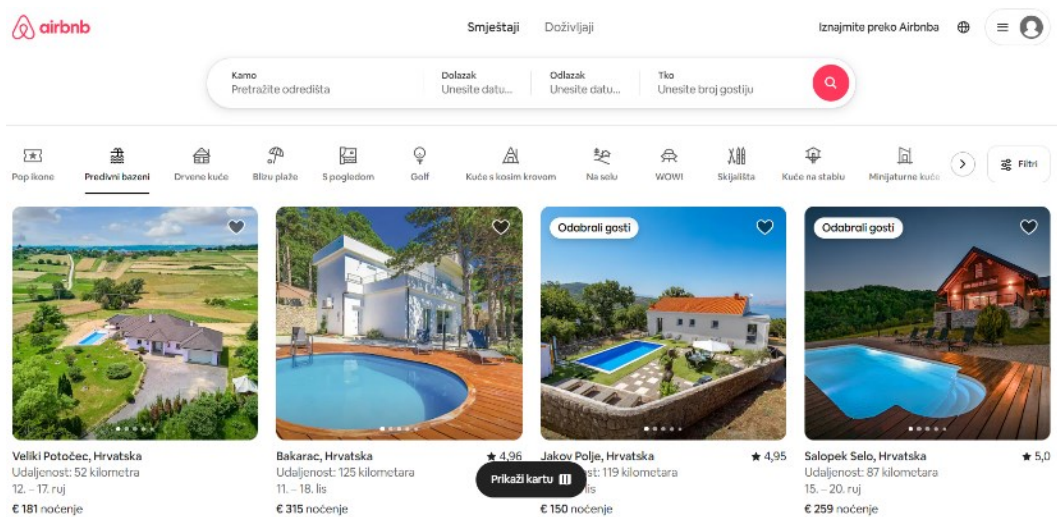 airbnb
Smještaji Doživljaji
Iznajmite preko Airbnba
Kamo
Pretražite odredišta
Dolazak
Unesite datu...
Odlazak
Unesite datu...
Tko
Unesite broj gostiju
Pop ikone
Predivni bazeni
Drvene kuće
Blizu plaže
S pogledom
Golf
Kuće s kosim krovom
Na selu
WOW!
Skijališta
Kuće na stablu
Minijaturne kuće
Filtri
Veliki Potočec, Hrvatska
Udaljenost: 52 kilometra
12. – 17. ruj
€ 181 noćenje
Bakarac, Hrvatska ★ 4,96
Udaljenost: 125 kilometara
11. – 18. lis
€ 315 noćenje
Odabrali gosti
Jakov Polje, Hrvatska ★ 4,95
st: 119 kilometara
lis
€ 150 noćenje
Odabrali gosti
Salopek Selo, Hrvatska ★ 5,0
Udaljenost: 87 kilometara
15. – 20. ruj
€ 259 noćenje
Prikaži kartu